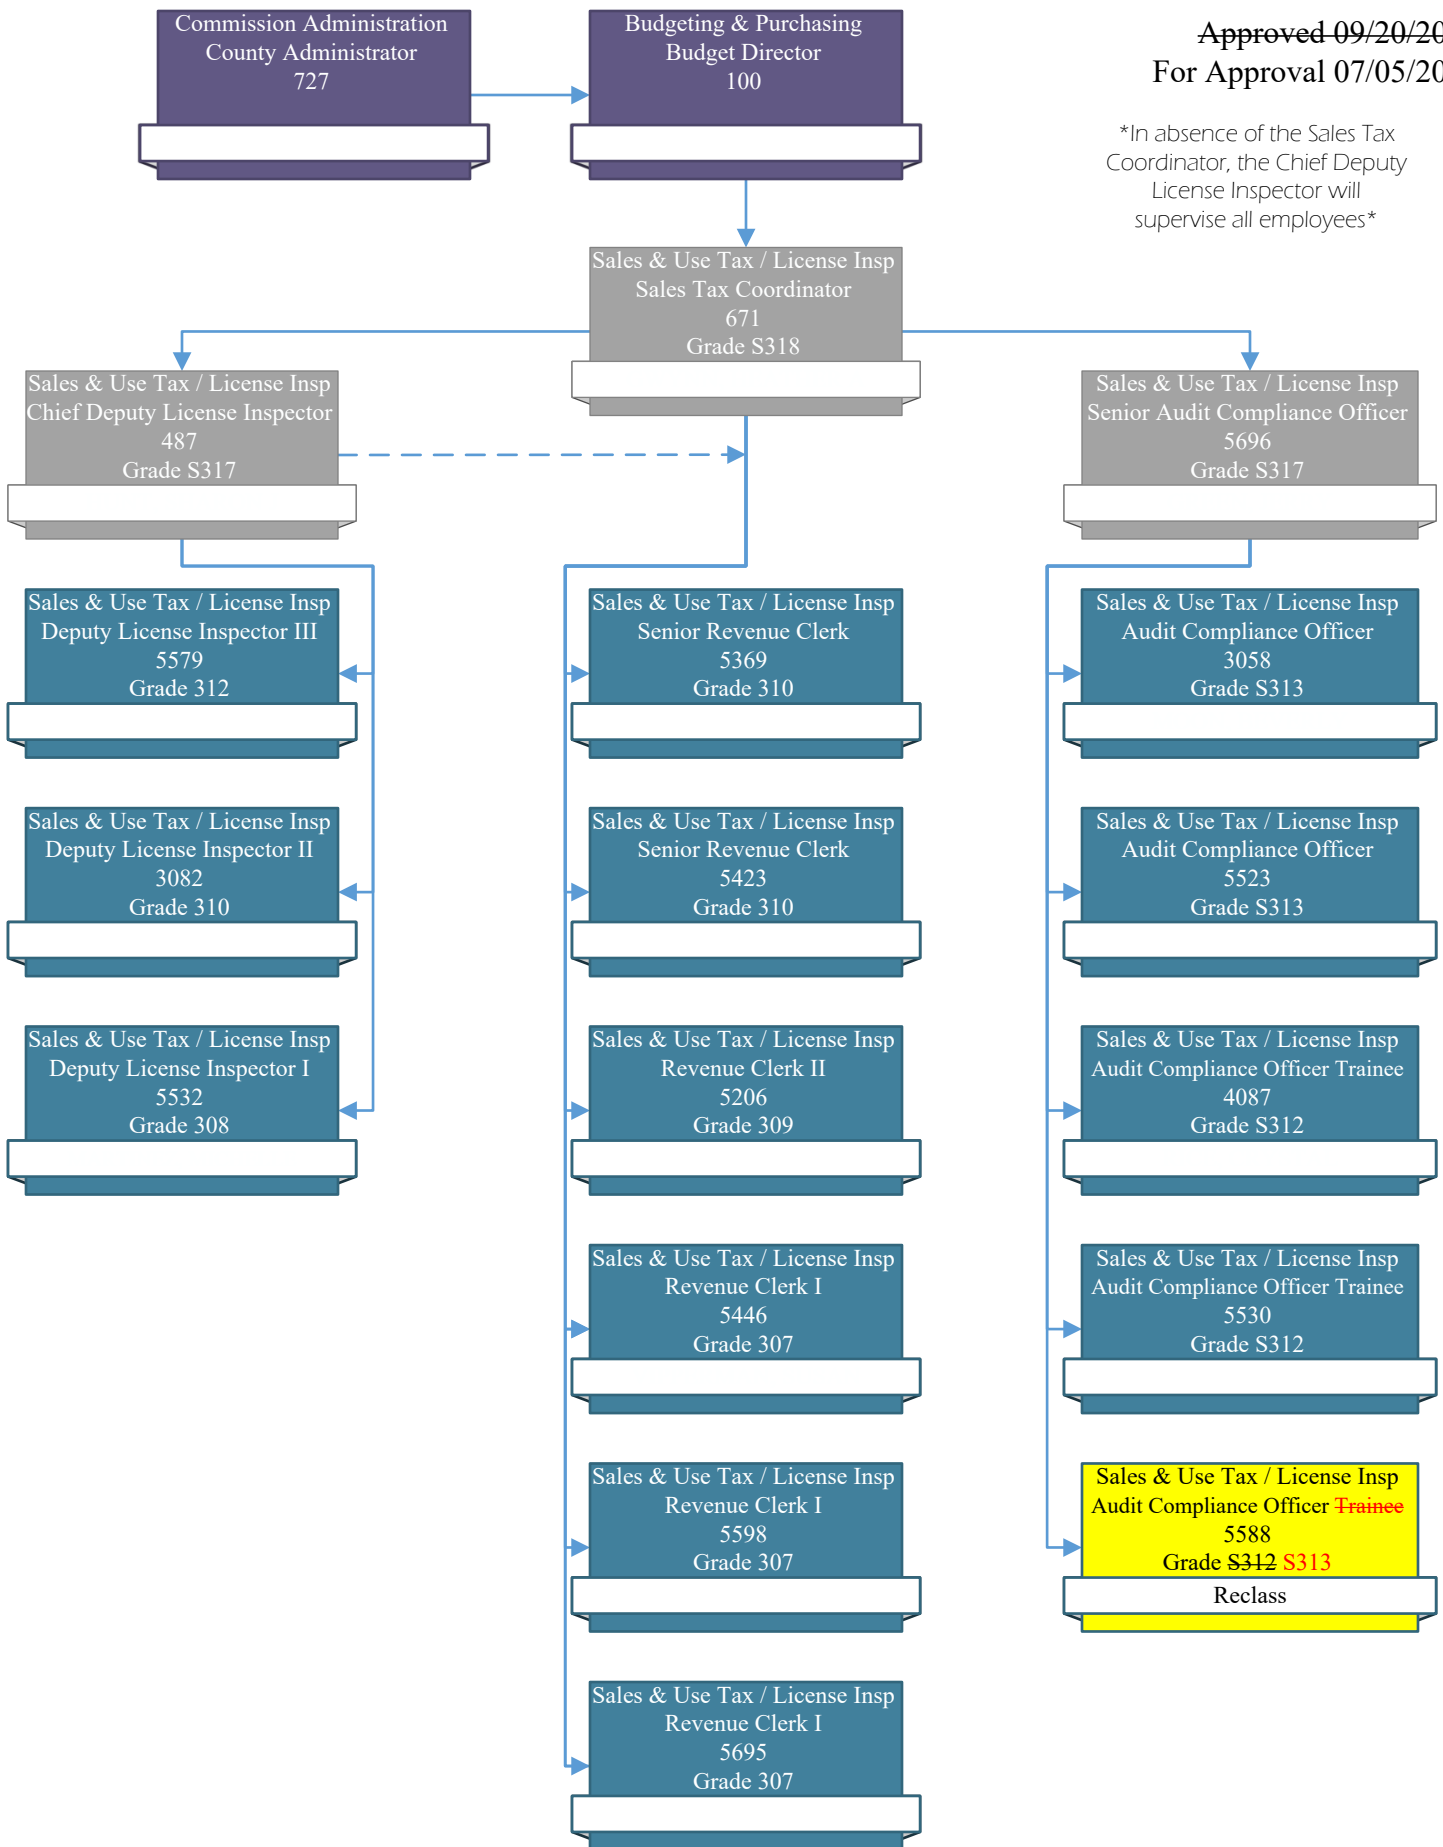 Commission Administration
County Administrator
727
Budgeting & Purchasing
Budget Director
100
Approved 09/20/20
For Approval 07/05/20
*In absence of the Sales Tax
Coordinator, the Chief Deputy
License Inspector will
supervise all employees*
Sales & Use Tax / License Insp
Sales Tax Coordinator
671
Grade S318
Sales & Use Tax / License Insp
Chief Deputy License Inspector
487
Grade S317
Sales & Use Tax / License Insp
Senior Audit Compliance Officer
5696
Grade S317
Sales & Use Tax / License Insp
Deputy License Inspector III
5579
Grade 312
Sales & Use Tax / License Insp
Senior Revenue Clerk
5369
Grade 310
Sales & Use Tax / License Insp
Audit Compliance Officer
3058
Grade S313
Sales & Use Tax / License Insp
Deputy License Inspector II
3082
Grade 310
Sales & Use Tax / License Insp
Senior Revenue Clerk
5423
Grade 310
Sales & Use Tax / License Insp
Audit Compliance Officer
5523
Grade S313
Sales & Use Tax / License Insp
Deputy License Inspector I
5532
Grade 308
Sales & Use Tax / License Insp
Revenue Clerk II
5206
Grade 309
Sales & Use Tax / License Insp
Audit Compliance Officer Trainee
4087
Grade S312
Sales & Use Tax / License Insp
Revenue Clerk I
5446
Grade 307
Sales & Use Tax / License Insp
Audit Compliance Officer Trainee
5530
Grade S312
Sales & Use Tax / License Insp
Revenue Clerk I
5598
Grade 307
Sales & Use Tax / License Insp
Audit Compliance Officer Trainee
5588
Grade S312 S313
Reclass
Sales & Use Tax / License Insp
Revenue Clerk I
5695
Grade 307